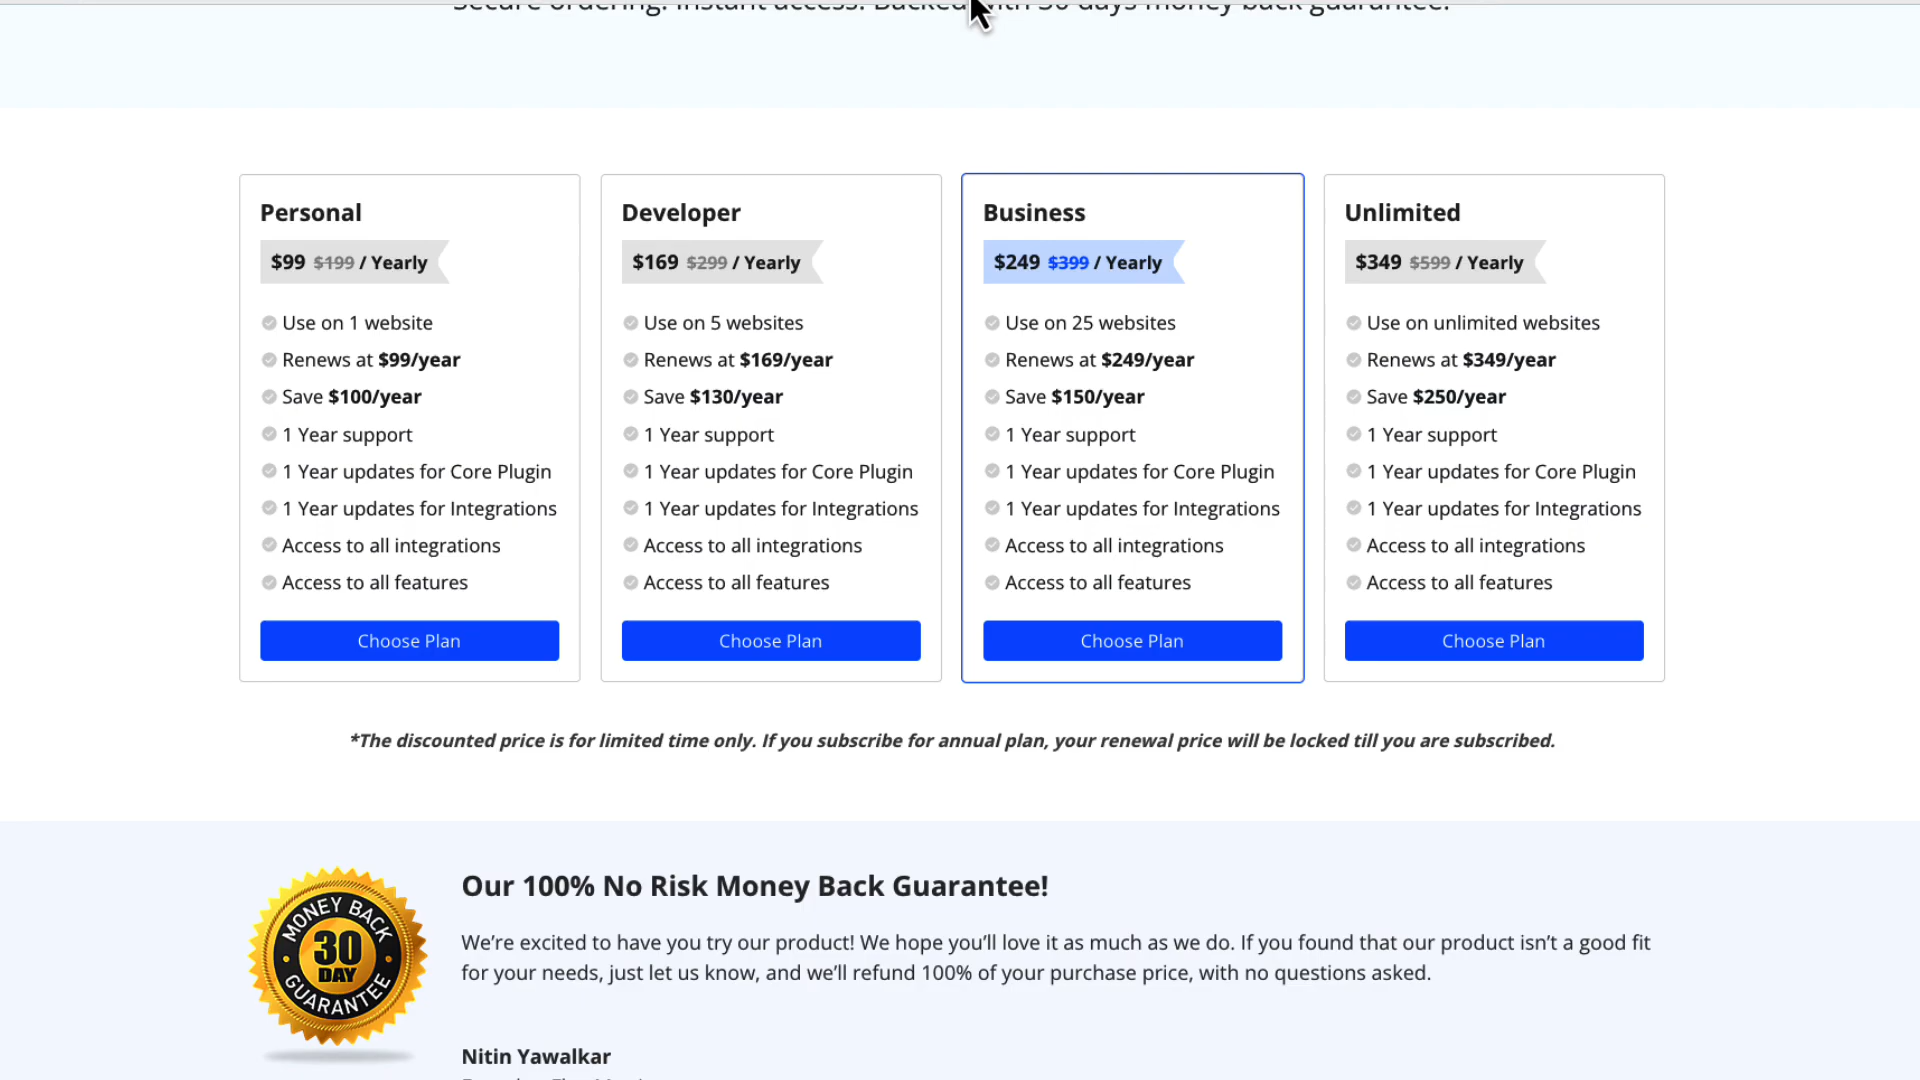 Secure ordering. Instant access. Backed with 30 days money back guarantee.
Personal
$99 $199 / Yearly
Use on 1 website
Renews at $99/year
Save $100/year
1 Year support
1 Year updates for Core Plugin
1 Year updates for Integrations
Access to all integrations
Access to all features
Choose Plan
Developer
$169 $299 / Yearly
Use on 5 websites
Renews at $169/year
Save $130/year
1 Year support
1 Year updates for Core Plugin
1 Year updates for Integrations
Access to all integrations
Access to all features
Choose Plan
Business
$249 $399 / Yearly
Use on 25 websites
Renews at $249/year
Save $150/year
1 Year support
1 Year updates for Core Plugin
1 Year updates for Integrations
Access to all integrations
Access to all features
Choose Plan
Unlimited
$349 $599 / Yearly
Use on unlimited websites
Renews at $349/year
Save $250/year
1 Year support
1 Year updates for Core Plugin
1 Year updates for Integrations
Access to all integrations
Access to all features
Choose Plan
*The discounted price is for limited time only. If you subscribe for annual plan, your renewal price will be locked till you are subscribed.
MONEY BACK
30
DAY
GUARANTEE
Our 100% No Risk Money Back Guarantee!
We’re excited to have you try our product! We hope you’ll love it as much as we do. If you found that our product isn’t a good fit
for your needs, just let us know, and we’ll refund 100% of your purchase price, with no questions asked.
Nitin Yawalkar